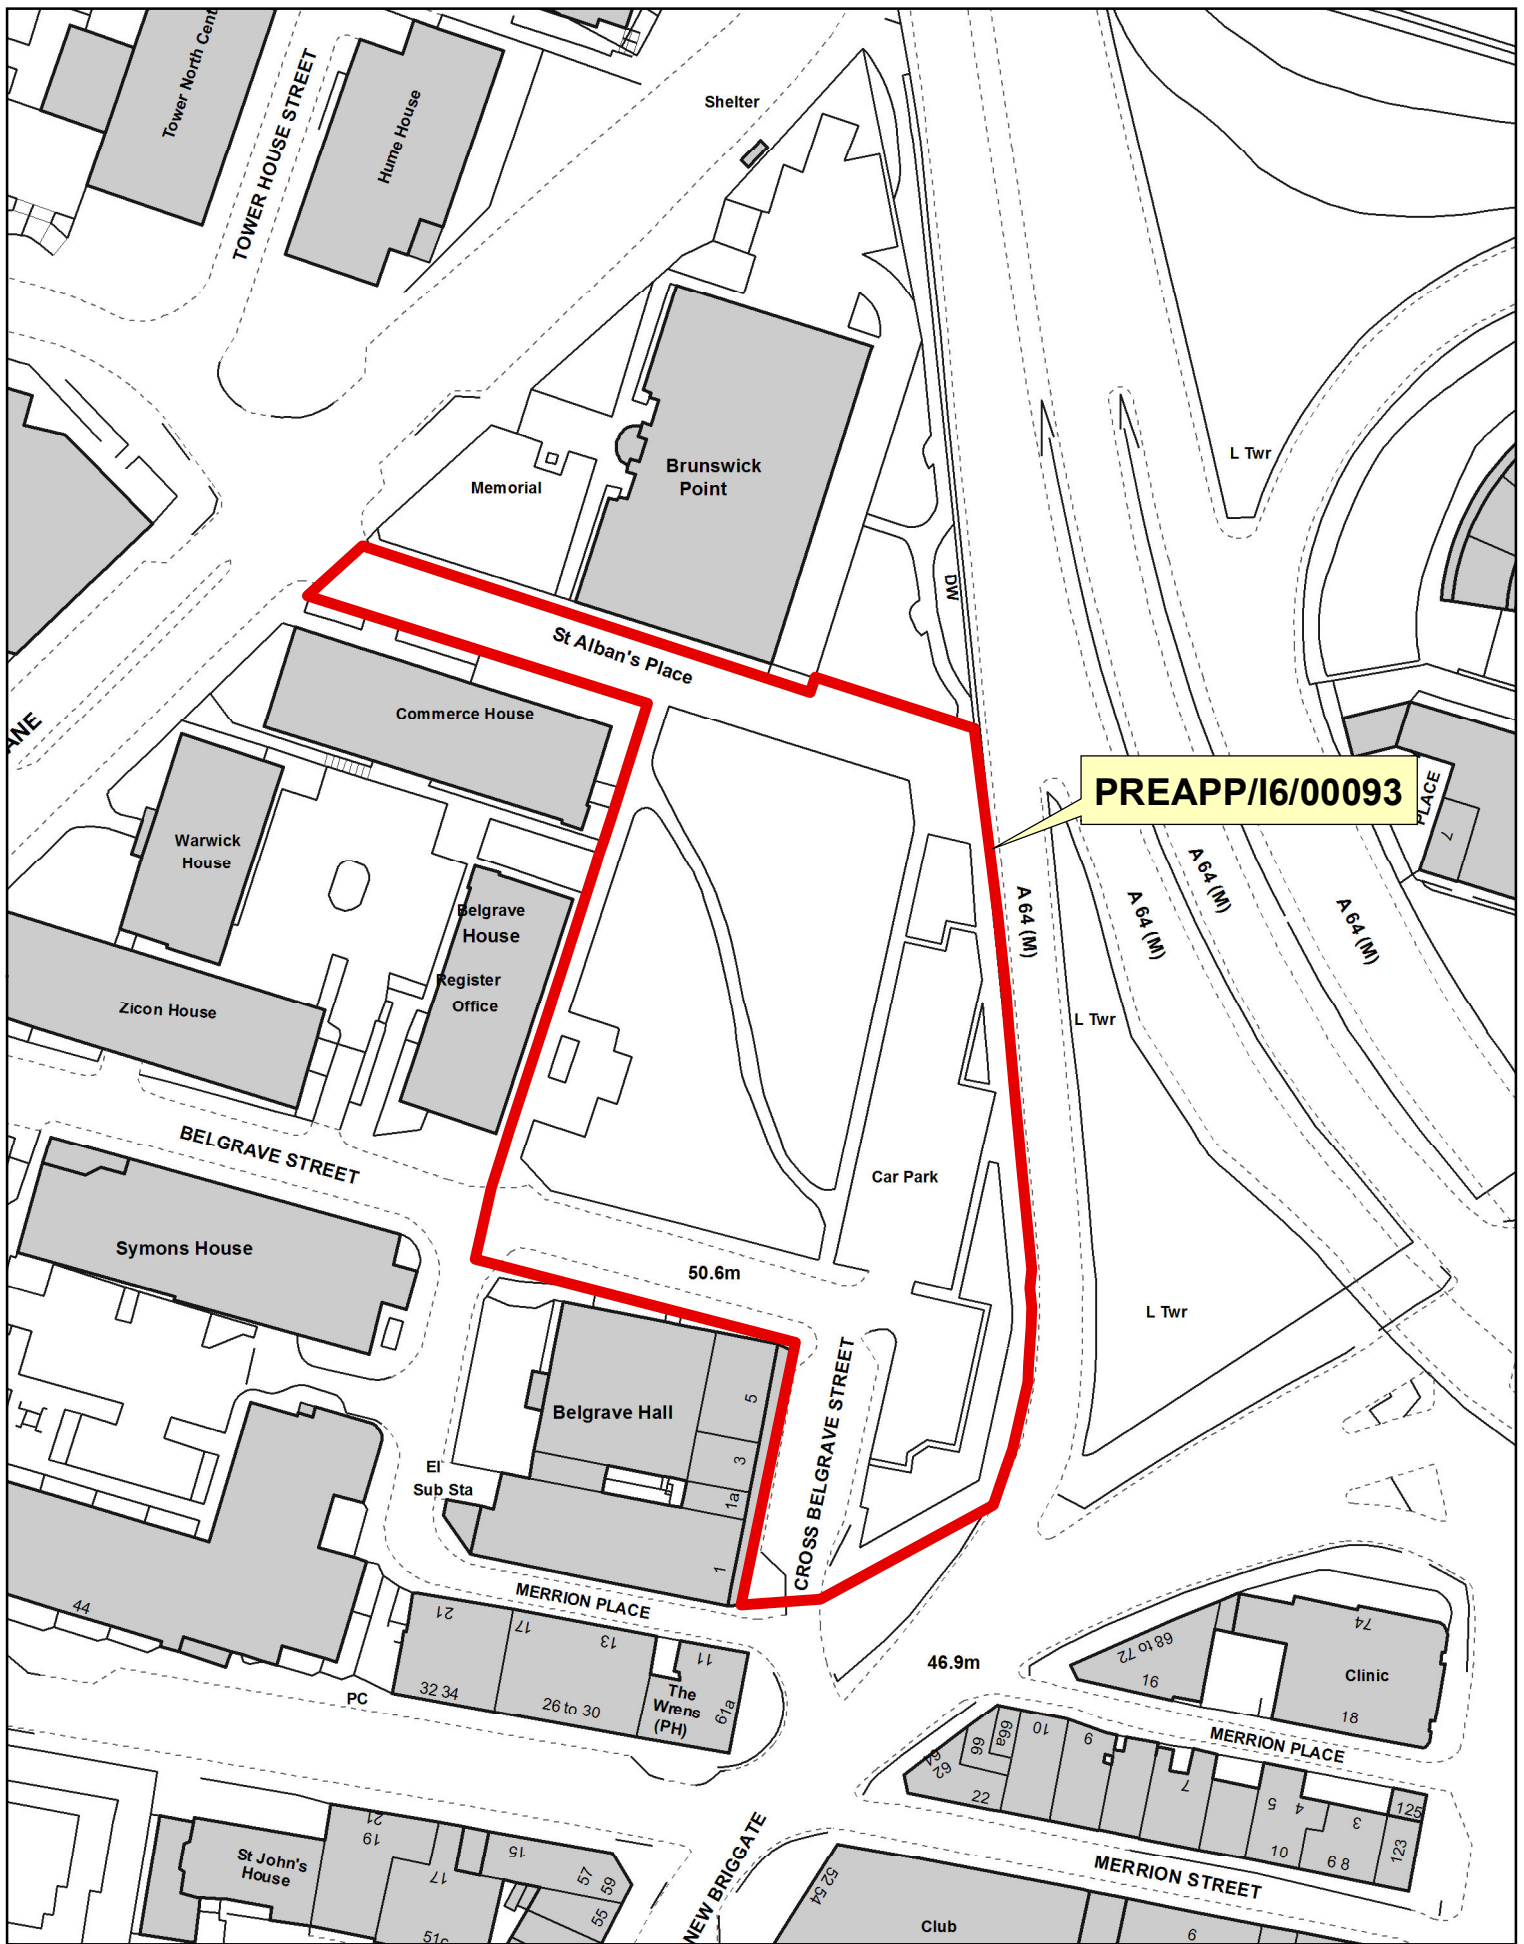 Tower North Cent
TOWER HOUSE STREET
Hume House
Shelter
L Twr
Brunswick
Point
Memorial
DW
St Alban's Place
Commerce House
ANE
PREAPP/I6/00093
PLACE
7
Warwick
House
Belgrave
House
Register
Office
A 64 (M)
A 64 (M)
A 64 (M)
A 64 (M)
Zicon House
L Twr
BELGRAVE STREET
Car Park
Symons House
50.6m
L Twr
CROSS BELGRAVE STREET
Belgrave Hall
5
3
1a
1
El
Sub Sta
MERRION PLACE
44
21
17
13
11
32 34
26 to 30
The
Wrens
(PH)
61a
PC
46.9m
68 to 72
16
74
Clinic
18
MERRION PLACE
66a
66
64
62
22
10
9
7
5
4
3
125
10
6 8
123
MERRION STREET
NEW BRIGGATE
St John's
House
21
19
17
15
57
59
55
52 54
Club
6